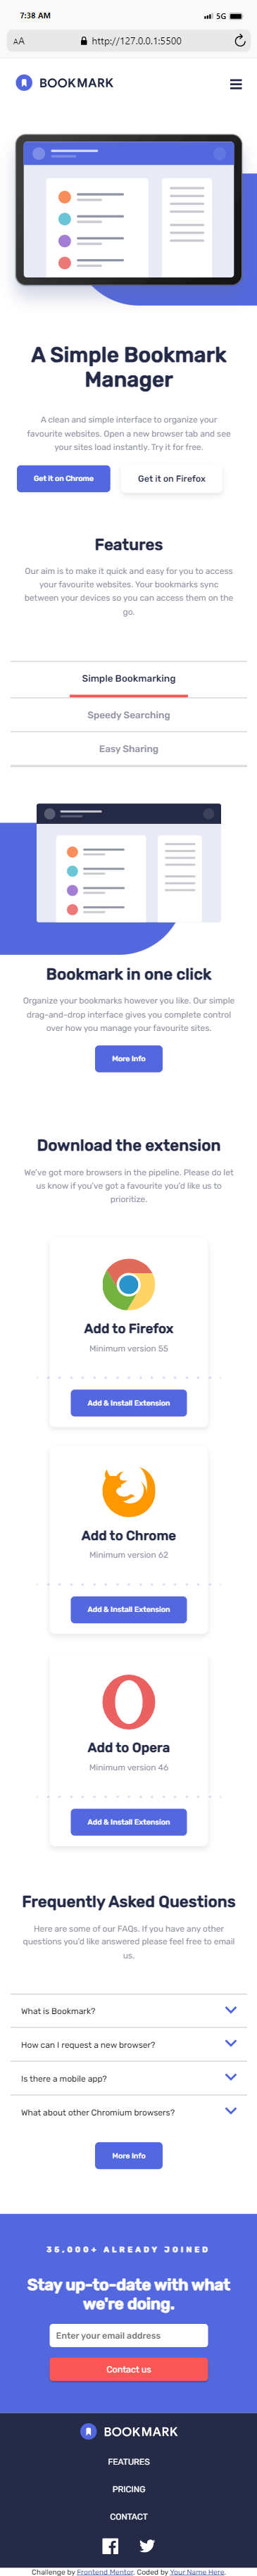 7:38 AM
5G
AA
http://127.0.0.1:5500
BOOKMARK
A Simple Bookmark
Manager
A clean and simple interface to organize your
favourite websites. Open a new browser tab and see
your sites load instantly. Try it for free.
Get It on Chrome
Get it on Firefox
Features
Our aim is to make it quick and easy for you to access
your favourite websites. Your bookmarks sync
between your devices so you can access them on the
go.
Simple Bookmarking
Speedy Searching
Easy Sharing
Bookmark in one click
Organize your bookmarks however you like. Our simple
drag-and-drop interface gives you complete control
over how you manage your favourite sites.
More Info
Download the extension
We've got more browsers in the pipeline. Please do let
us know if you've got a favourite you'd like us to
prioritize.
Add to Firefox
Minimum version 55
Add & Install Extension
Add to Chrome
Minimum version 62
Add & Install Extension
Add to Opera
Minimum version 46
Add & Install Extension
Frequently Asked Questions
Here are some of our FAQs. If you have any other
questions you'd like answered please feel free to email
us.
What is Bookmark?
How can I request a new browser?
Is there a mobile app?
What about other Chromium browsers?
More Info
35,000+ ALREADY JOINED
Stay up-to-date with what
we're doing.
Enter your email address
Contact us
BOOKMARK
FEATURES
PRICING
CONTACT
Challenge by Frontend Mentor. Coded by Your Name Here.